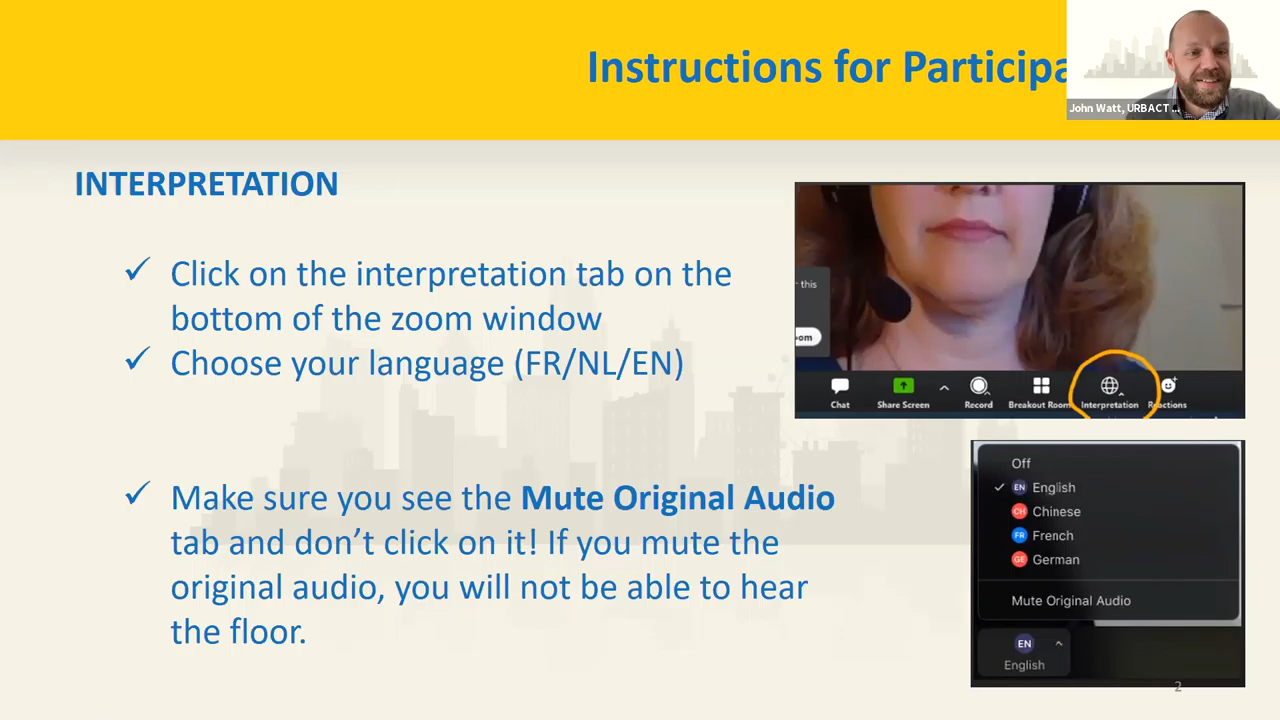 Instructions for Participa
John Watt, URBACT ...
INTERPRETATION
✓ Click on the interpretation tab on the
bottom of the zoom window
✓ Choose your language (FR/NL/EN)
✓ Make sure you see the Mute Original Audio
tab and don’t click on it! If you mute the
original audio, you will not be able to hear
the floor.
this
om
Chat Share Screen Record Breakout Room Interpretation Reactions
Off
✓ EN English
CH Chinese
FR French
GE German
Mute Original Audio
EN
English
2